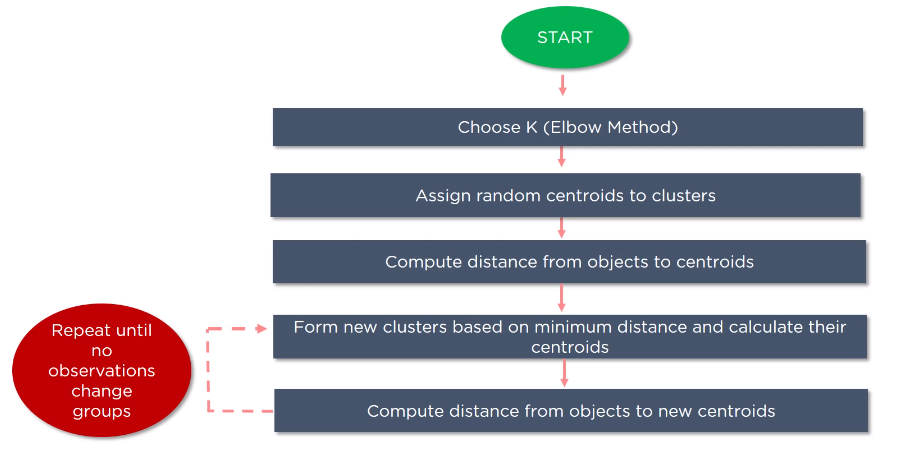 START
Choose K (Elbow Method)
Assign random centroids to clusters
Compute distance from objects to centroids
Form new clusters based on minimum distance and calculate their
centroids
Repeat until
no
observations
change
groups
Compute distance from objects to new centroids